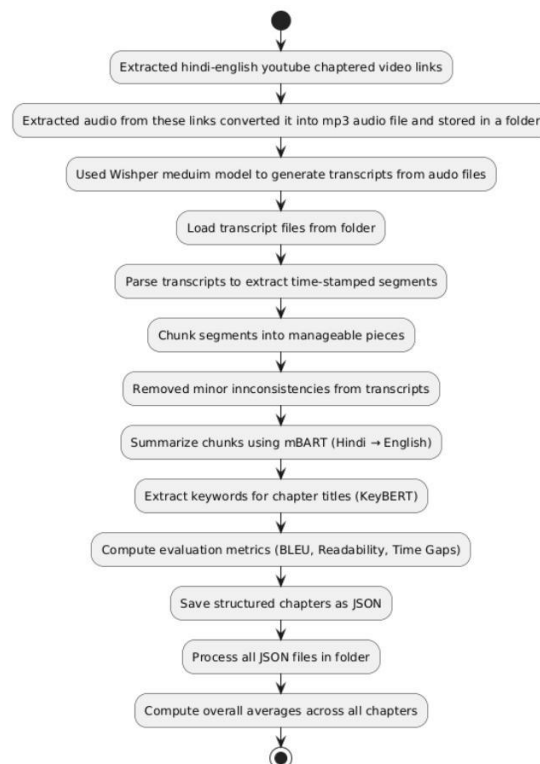 Extracted hindi-english youtube chaptered video links
Extracted audio from these links converted it into mp3 audio file and stored in a folder
Used Wishper meduim model to generate transcripts from audo files
Load transcript files from folder
Parse transcripts to extract time-stamped segments
Chunk segments into manageable pieces
Removed minor innconsistencies from transcripts
Summarize chunks using mBART (Hindi → English)
Extract keywords for chapter titles (KeyBERT)
Compute evaluation metrics (BLEU, Readability, Time Gaps)
Save structured chapters as JSON
Process all JSON files in folder
Compute overall averages across all chapters